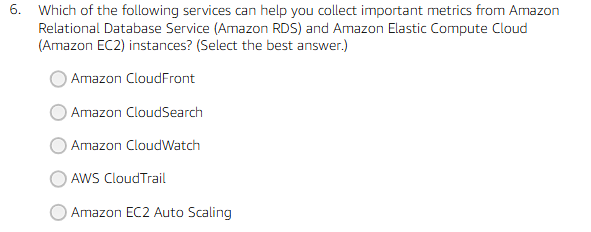 6. Which of the following services can help you collect important metrics from Amazon
Relational Database Service (Amazon RDS) and Amazon Elastic Compute Cloud
(Amazon EC2) instances? (Select the best answer.)
Amazon CloudFront
Amazon CloudSearch
Amazon CloudWatch
AWS CloudTrail
Amazon EC2 Auto Scaling